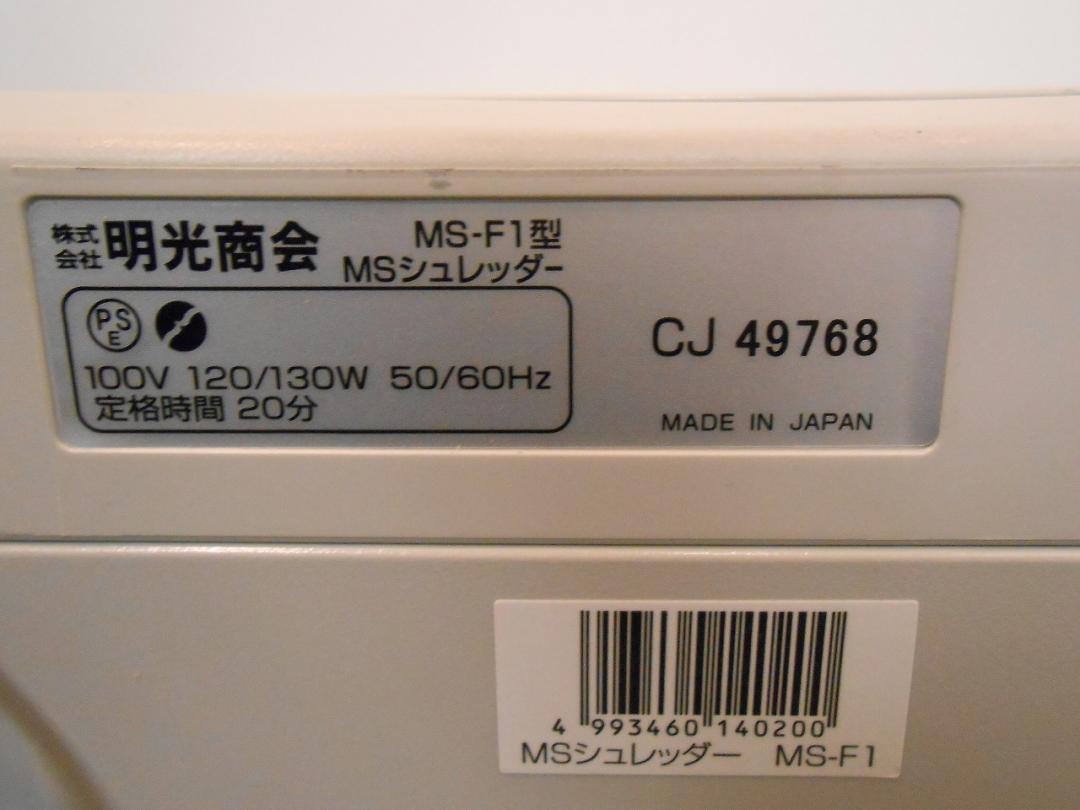 株式会社 明光商会
MS-F1型
MSシュレッダー
PSE
100V 120/130W 50/60Hz
定格時間 20分
CJ 49768
MADE IN JAPAN
4 993460 140200
MSシュレッダー MS-F1